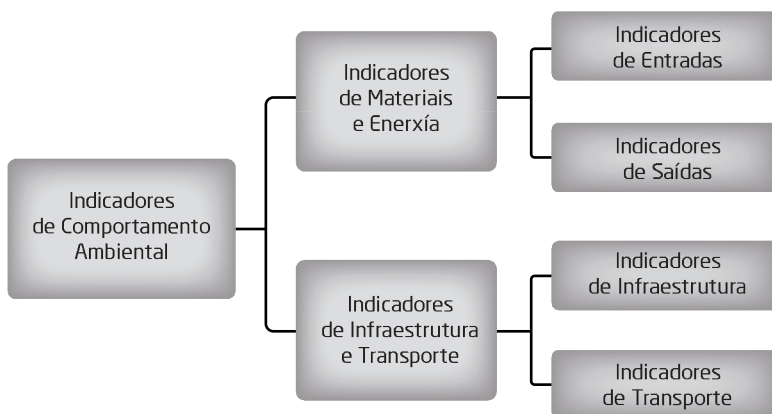 Indicadores
de Comportamento
Ambiental
Indicadores
de Materiais
e Enerxía
Indicadores
de Entradas
Indicadores
de Saídas
Indicadores
de Infraestrutura
e Transporte
Indicadores
de Infraestrutura
Indicadores
de Transporte